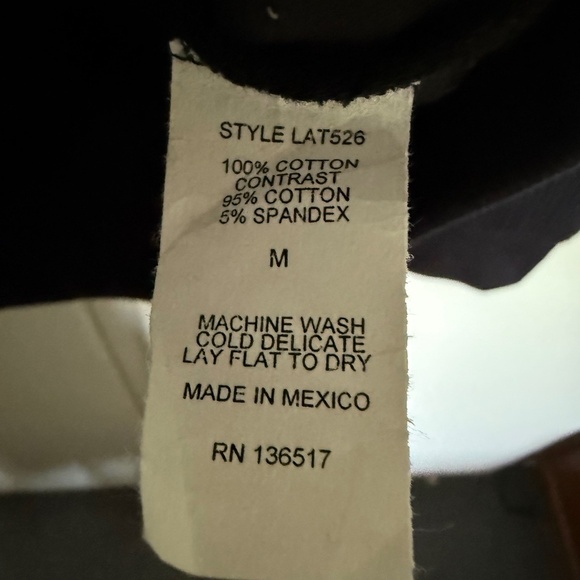 STYLE LAT526
100% COTTON
CONTRAST
95% COTTON
5% SPANDEX
M
MACHINE WASH
COLD DELICATE
LAY FLAT TO DRY
MADE IN MEXICO
RN 136517